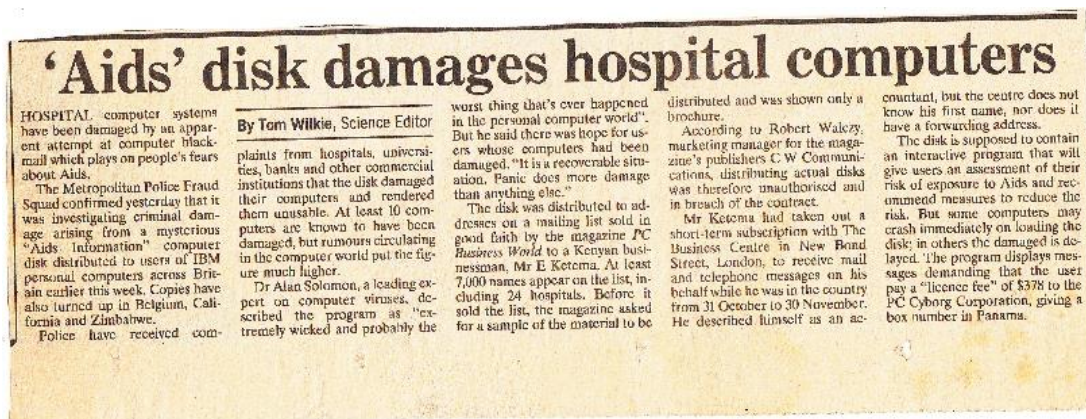 ‘Aids’ disk damages hospital computers
HOSPITAL computer systems
have been damaged by an appar-
ent attempt at computer black-
mail which plays on people's fears
about Aids.
The Metropolitan Police Fraud
Squad confirmed yesterday that it
was investigating criminal dam-
age arising from a mysterious
"Aids Information" computer
disk distributed to users of IBM
personal computers across Brit-
ain earlier this week. Copies have
also turned up in Belgium, Cali-
fornia and Zimbabwe.
Police have received com-
By Tom Wilkie, Science Editor
plaints from hospitals, universi-
ties, banks and other commercial
institutions that the disk damaged
their computers and rendered
them unusable. At least 10 com-
puters are known to have been
damaged, but rumours circulating
in the computer world put the fig-
ure much higher.
Dr Alan Solomon, a leading ex-
pert on computer viruses, de-
scribed the program as "ex-
tremely wicked and probably the
worst thing that's ever happened
in the personal computer world".
But he said there was hope for us-
ers whose computers had been
damaged. "It is a recoverable situ-
ation. Panic does more damage
than anything else."
The disk was distributed to ad-
dresses on a mailing list sold in
good faith by the magazine PC
Business World to a Kenyan busi-
nessman, Mr E Ketema. At least
7,000 names appear on the list, in-
cluding 24 hospitals. Before it
sold the list, the magazine asked
for a sample of the material to be
distributed and was shown only a
brochure.
According to Robert Walczy,
marketing manager for the maga-
zine's publishers C W Communi-
cations, distributing actual disks
was therefore unauthorised and
in breach of the contract.
Mr Ketema had taken out a
short-term subscription with The
Business Centre in New Bond
Street, London, to receive mail
and telephone messages on his
behalf while he was in the country
from 31 October to 30 November.
He described himself as an ac-
countant, but the centre does not
know his first name, nor does it
have a forwarding address.
The disk is supposed to contain
an interactive program that will
give users an assessment of their
risk of exposure to Aids and rec-
ommend measures to reduce the
risk. But some computers may
crash immediately on loading the
disk; in others the damaged is de-
layed. The program displays mes-
sages demanding that the user
pay a "licence fee" of $378 to the
PC Cyborg Corporation, giving a
box number in Panama.